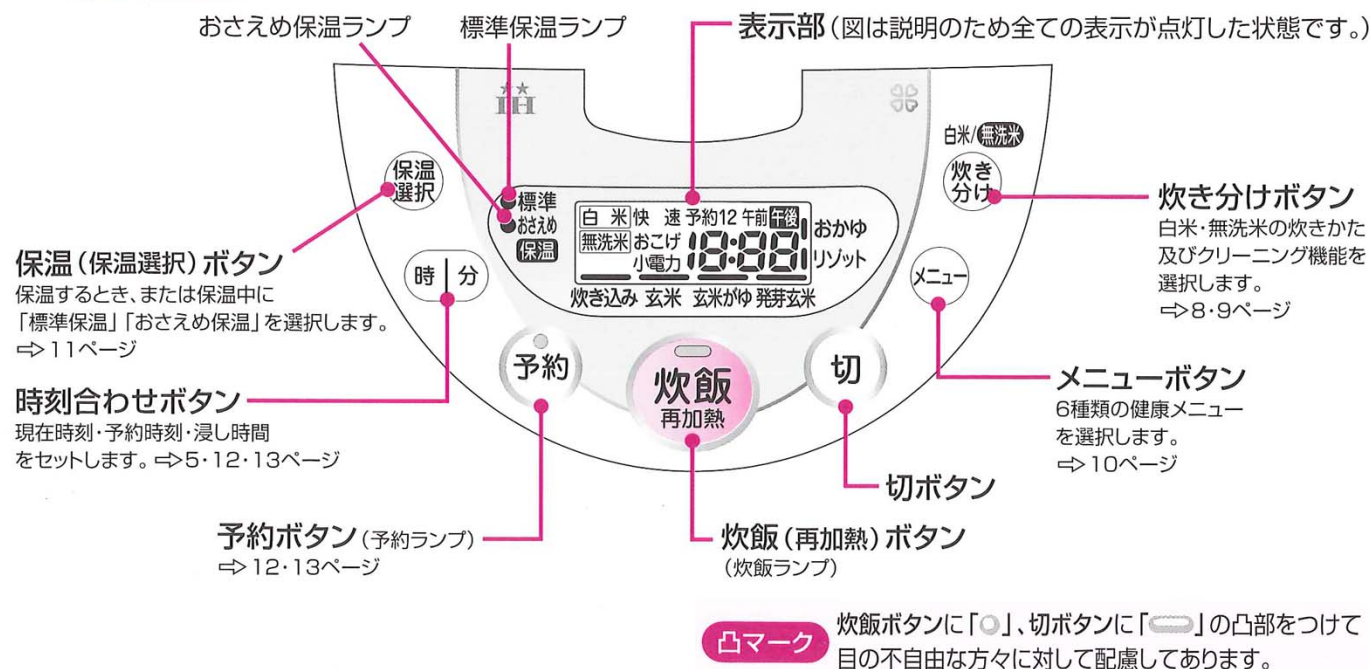 おさえめ保温ランプ
標準保温ランプ
表示部(図は説明のため全ての表示が点灯した状態です。)
IH
白米/無洗米
保温
選択
炊き
分け
標準
おさえめ
保温
白 米 快 速 予約12 午前 午後
無洗米 おこげ 18:88 おかゆ
小電力 リゾット
炊き込み 玄米 玄米がゆ 発芽玄米
時 分
メニュー
予約
炊飯
再加熱
切
保温(保温選択)ボタン
保温するとき、または保温中に
「標準保温」「おさえめ保温」を選択します。
⇨11ページ
時刻合わせボタン
現在時刻・予約時刻・浸し時間
をセットします。⇨5・12・13ページ
予約ボタン(予約ランプ)
⇨12・13ページ
炊飯(再加熱)ボタン
(炊飯ランプ)
切ボタン
炊き分けボタン
白米・無洗米の炊きかた
及びクリーニング機能を
選択します。
⇨8・9ページ
メニューボタン
6種類の健康メニュー
を選択します。
⇨10ページ
凸マーク
炊飯ボタンに「○」、切ボタンに「⬭」の凸部をつけて
目の不自由な方々に対して配慮してあります。